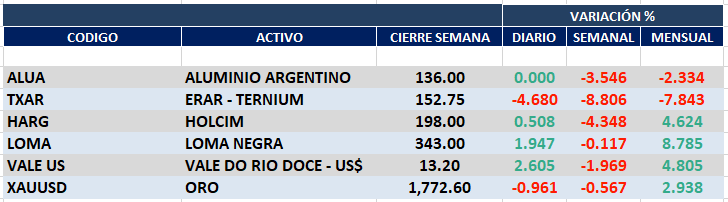 VARIACIÓN %
CODIGO ACTIVO CIERRE SEMANA DIARIO SEMANAL MENSUAL
ALUA ALUMINIO ARGENTINO 136.00 0.000 -3.546 -2.334
TXAR ERAR - TERNIUM 152.75 -4.680 -8.806 -7.843
HARG HOLCIM 198.00 0.508 -4.348 4.624
LOMA LOMA NEGRA 343.00 1.947 -0.117 8.785
VALE US VALE DO RIO DOCE - US$ 13.20 2.605 -1.969 4.805
XAUUSD ORO 1,772.60 -0.961 -0.567 2.938